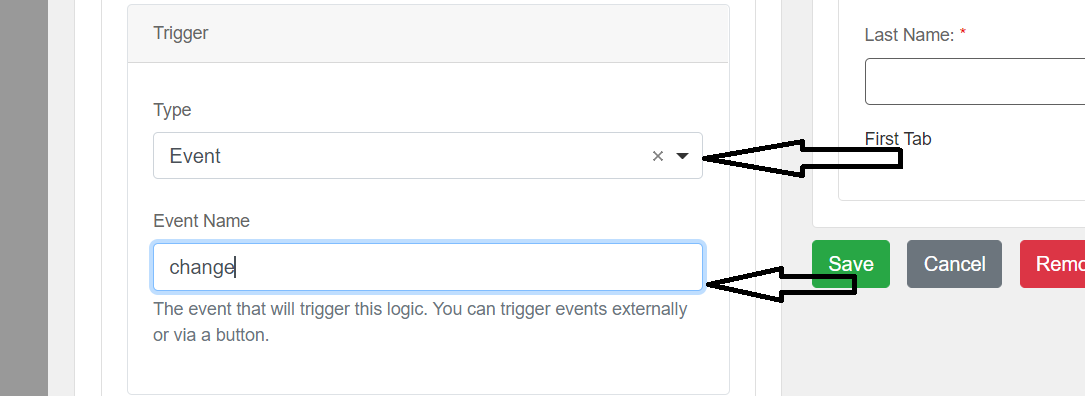 Trigger
Type
Event
Event Name
change
The event that will trigger this logic. You can trigger events externally
or via a button.
Last Name: *
First Tab
Save Cancel Remo